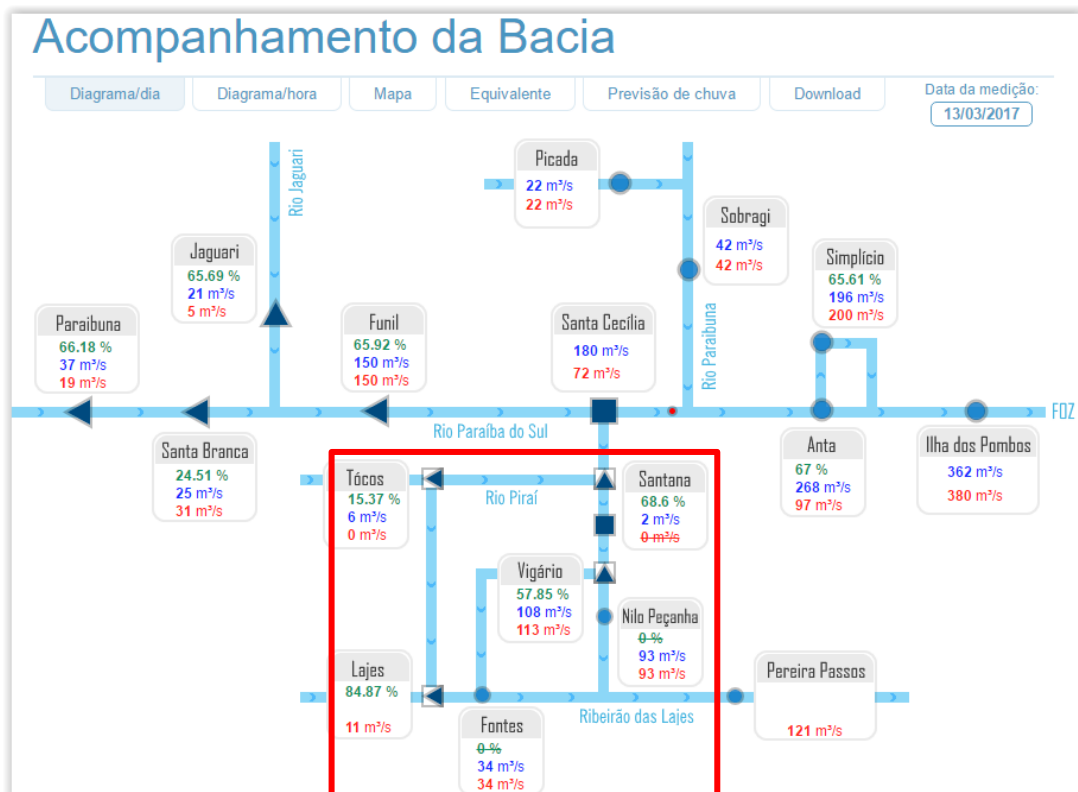 Acompanhamento da Bacia
Diagrama/dia
Diagrama/hora
Mapa
Equivalente
Previsão de chuva
Download
Data da medição:
13/03/2017
Rio Jaguari
Picada
22 m³/s
22 m³/s
Sobragi
42 m³/s
42 m³/s
Jaguari
65.69 %
21 m³/s
5 m³/s
Simplício
65.61 %
196 m³/s
200 m³/s
Paraibuna
66.18 %
37 m³/s
19 m³/s
Funil
65.92 %
150 m³/s
150 m³/s
Santa Cecília
180 m³/s
72 m³/s
Rio Paraibuna
FOZ
Rio Paraíba do Sul
Santa Branca
24.51 %
25 m³/s
31 m³/s
Anta
67 %
268 m³/s
97 m³/s
Ilha dos Pombos
362 m³/s
380 m³/s
Tócos
15.37 %
6 m³/s
0 m³/s
Rio Piraí
Santana
68.6 %
2 m³/s
0 m³/s
Vigário
57.85 %
108 m³/s
113 m³/s
Nilo Peçanha
0 %
93 m³/s
93 m³/s
Lajes
84.87 %
11 m³/s
Pereira Passos
121 m³/s
Ribeirão das Lajes
Fontes
0 %
34 m³/s
34 m³/s